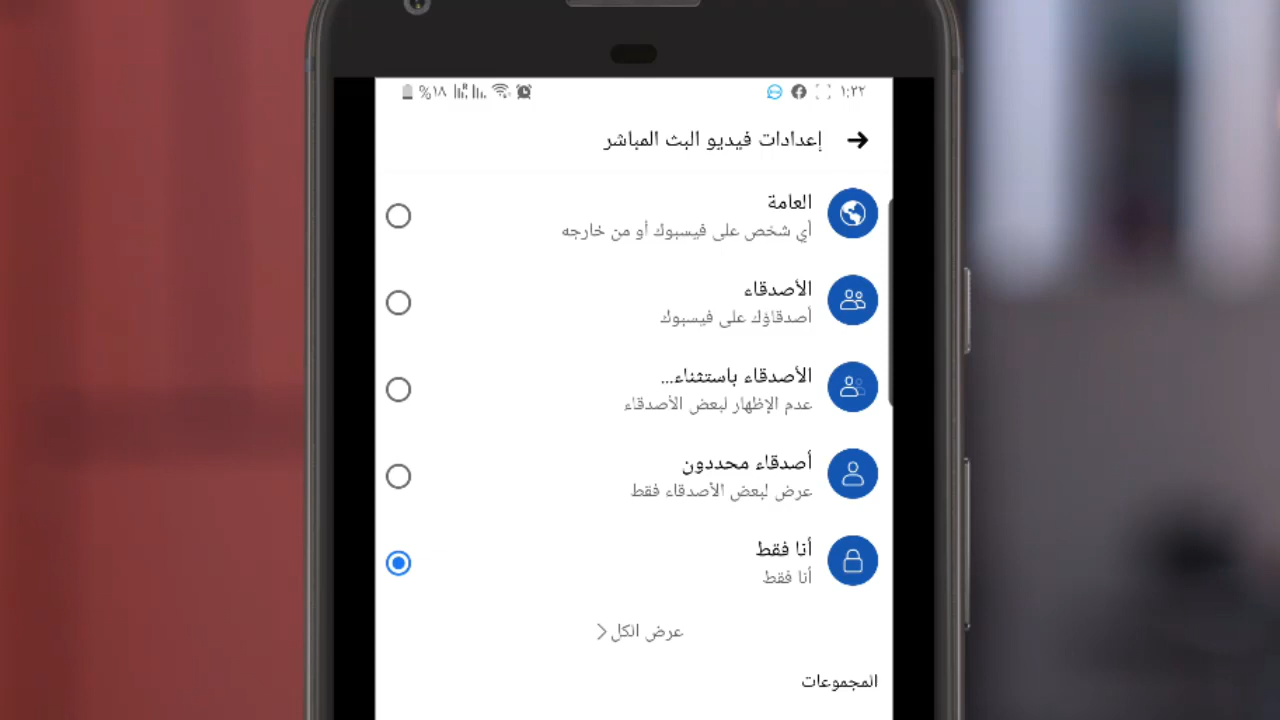 ١:٢٢ %١٨
إعدادات فيديو البث المباشر
العامة
أي شخص على فيسبوك أو من خارجه
الأصدقاء
أصدقاؤك على فيسبوك
الأصدقاء باستثناء...
عدم الإظهار لبعض الأصدقاء
أصدقاء محددون
عرض لبعض الأصدقاء فقط
أنا فقط
أنا فقط
عرض الكل
المجموعات